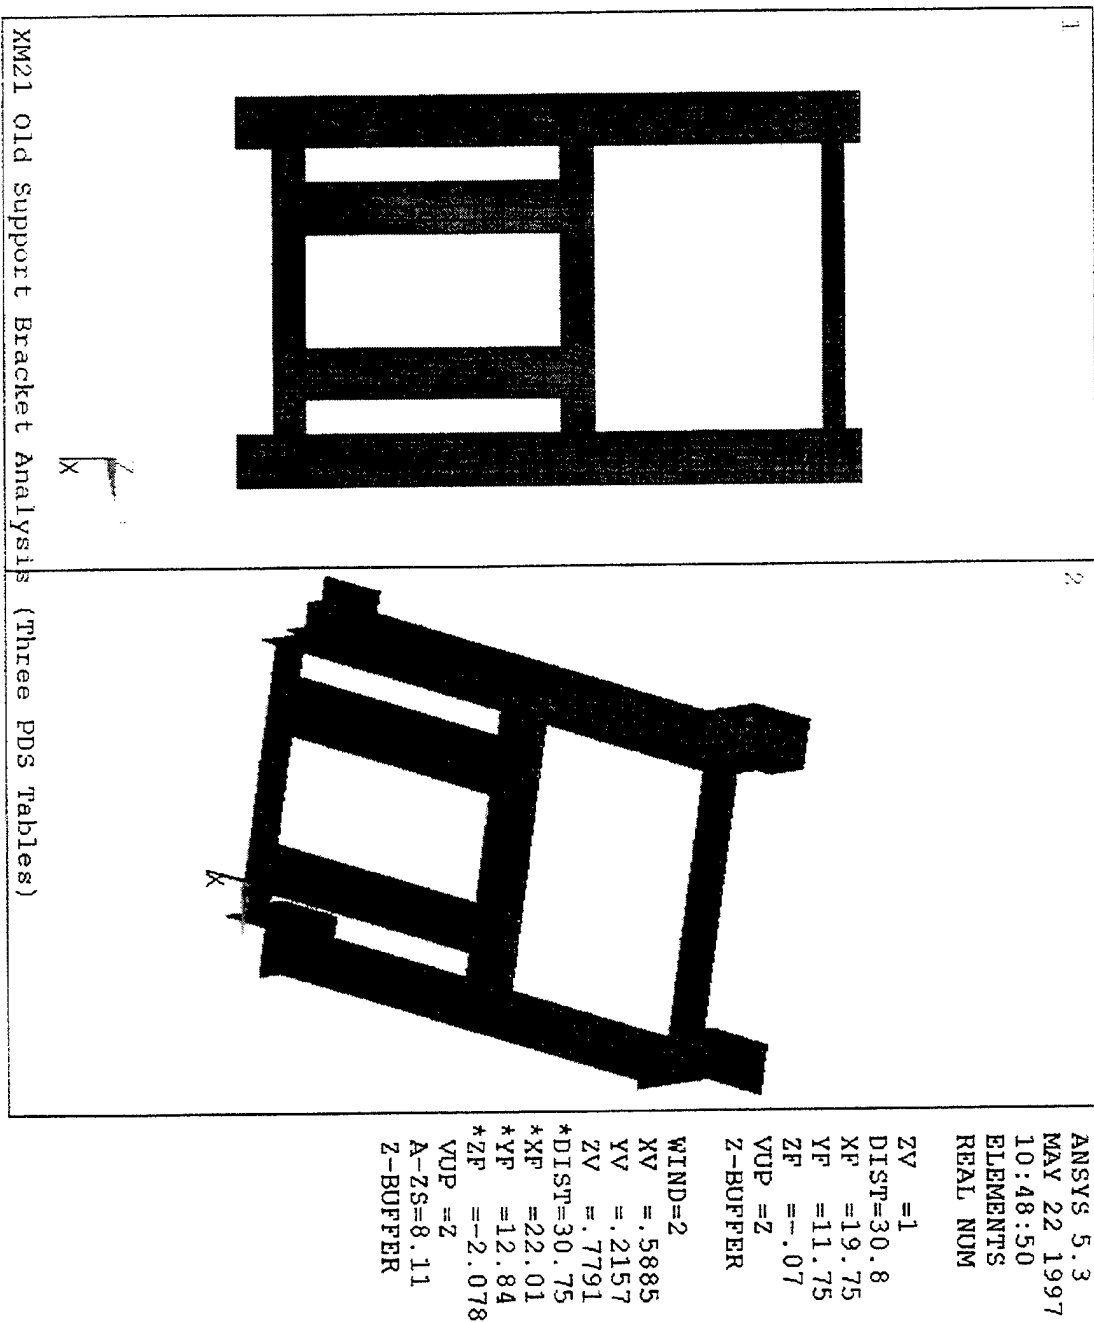 1
2
ANSYS 5.3
MAY 22 1997
10:48:50
ELEMENTS
REAL NUM
ZV =1
DIST=30.8
XF =19.75
YF =11.75
ZF =-.07
VUP =Z
Z-BUFFER
WIND=2
XV =.5885
YV =.2157
ZV =.7791
*DIST=30.75
*XF =22.01
*YF =12.84
*ZF =-2.078
VUP =Z
A-ZS=8.11
Z-BUFFER
X
X
XM21 Old Support Bracket Analysis (Three PDS Tables)